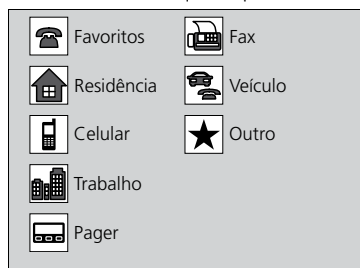 Favoritos
Fax
Residência
Veículo
Celular
Outro
Trabalho
Pager